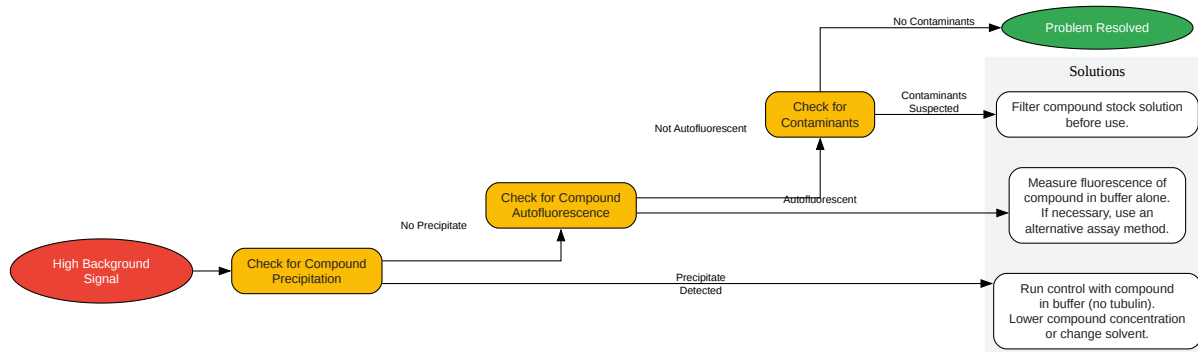 No Contaminants
Problem Resolved
Solutions
Contaminants
Suspected
Check for
Contaminants
Filter compound stock solution
before use.
Not Autofluorescent
Measure fluorescence of
compound in buffer alone.
If necessary, use an
alternative assay method.
Check for Compound
Autofluorescence
Autofluorescent
No Precipitate
High Background
Signal
Check for Compound
Precipitation
Precipitate
Detected
Run control with compound
in buffer (no tubulin).
Lower compound concentration
or change solvent.